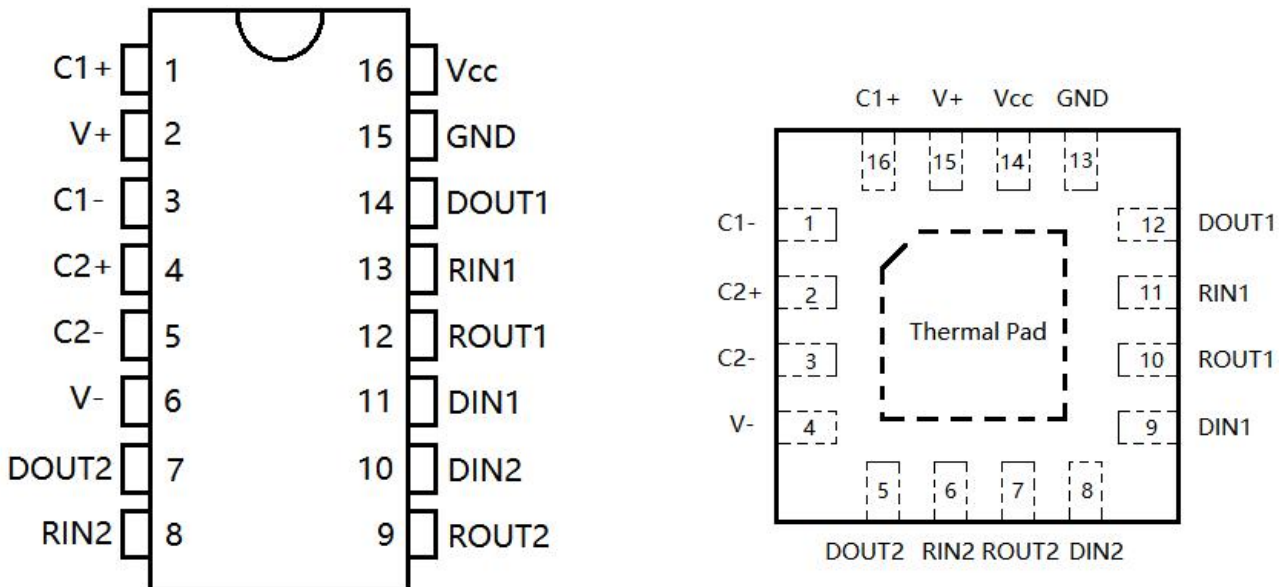 C1+ 1 16 Vcc
V+ 2 15 GND
C1- 3 14 DOUT1
C2+ 4 13 RIN1
C2- 5 12 ROUT1
V- 6 11 DIN1
DOUT2 7 10 DIN2
RIN2 8 9 ROUT2
C1+ V+ Vcc GND
16 15 14 13
C1- 1 12 DOUT1
C2+ 2 11 RIN1
Thermal Pad
C2- 3 10 ROUT1
V- 4 9 DIN1
5 6 7 8
DOUT2 RIN2 ROUT2 DIN2